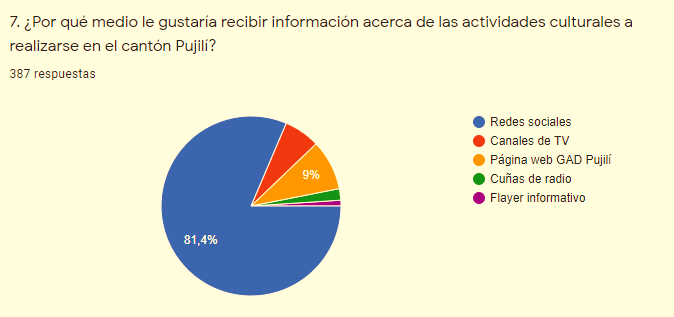 7. ¿Por qué medio le gustaría recibir información acerca de las actividades culturales a
realizarse en el cantón Pujilí?
387 respuestas
Redes sociales
Canales de TV
Página web GAD Pujilí
Cuñas de radio
Flayer informativo
9%
81,4%